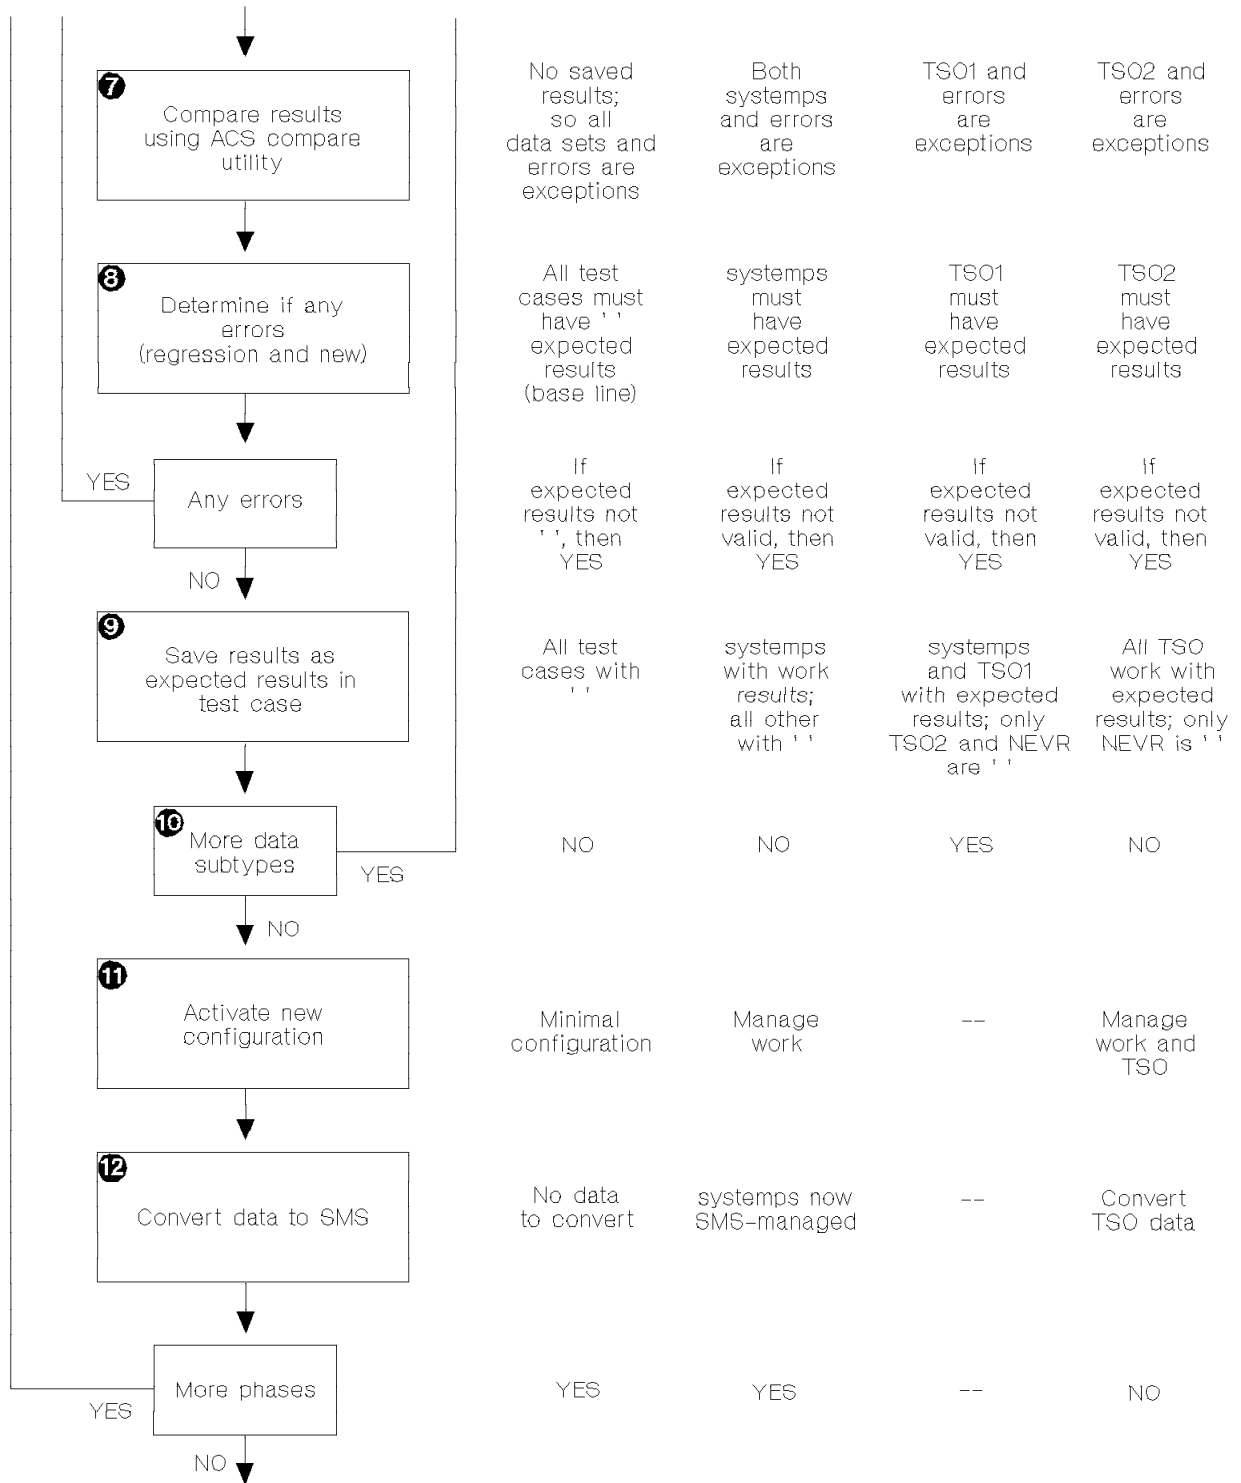 7
Compare results
using ACS compare
utility
No saved
results;
so all
data sets and
errors are
exceptions
Both
systemps
and errors
are
exceptions
TSO1 and
errors
are
exceptions
TSO2 and
errors
are
exceptions
8
Determine if any
errors
(regression and new)
All test
cases must
have ' '
expected
results
(base line)
systemps
must
have
expected
results
TSO1
must
have
expected
results
TSO2
must
have
expected
results
YES
Any errors
NO
If
expected
results not
' ', then
YES
If
expected
results not
valid, then
YES
If
expected
results not
valid, then
YES
If
expected
results not
valid, then
YES
9
Save results as
expected results in
test case
All test
cases with
' '
systemps
with work
results;
all other
with ' '
systemps
and TSO1
with expected
results; only
TSO2 and NEVR
are ' '
All TSO
work with
expected
results; only
NEVR is ' '
10
More data
subtypes
YES
NO
NO
NO
YES
NO
11
Activate new
configuration
Minimal
configuration
Manage
work
--
Manage
work and
TSO
12
Convert data to SMS
No data
to convert
systemps now
SMS-managed
--
Convert
TSO data
More phases
YES
NO
YES
YES
--
NO